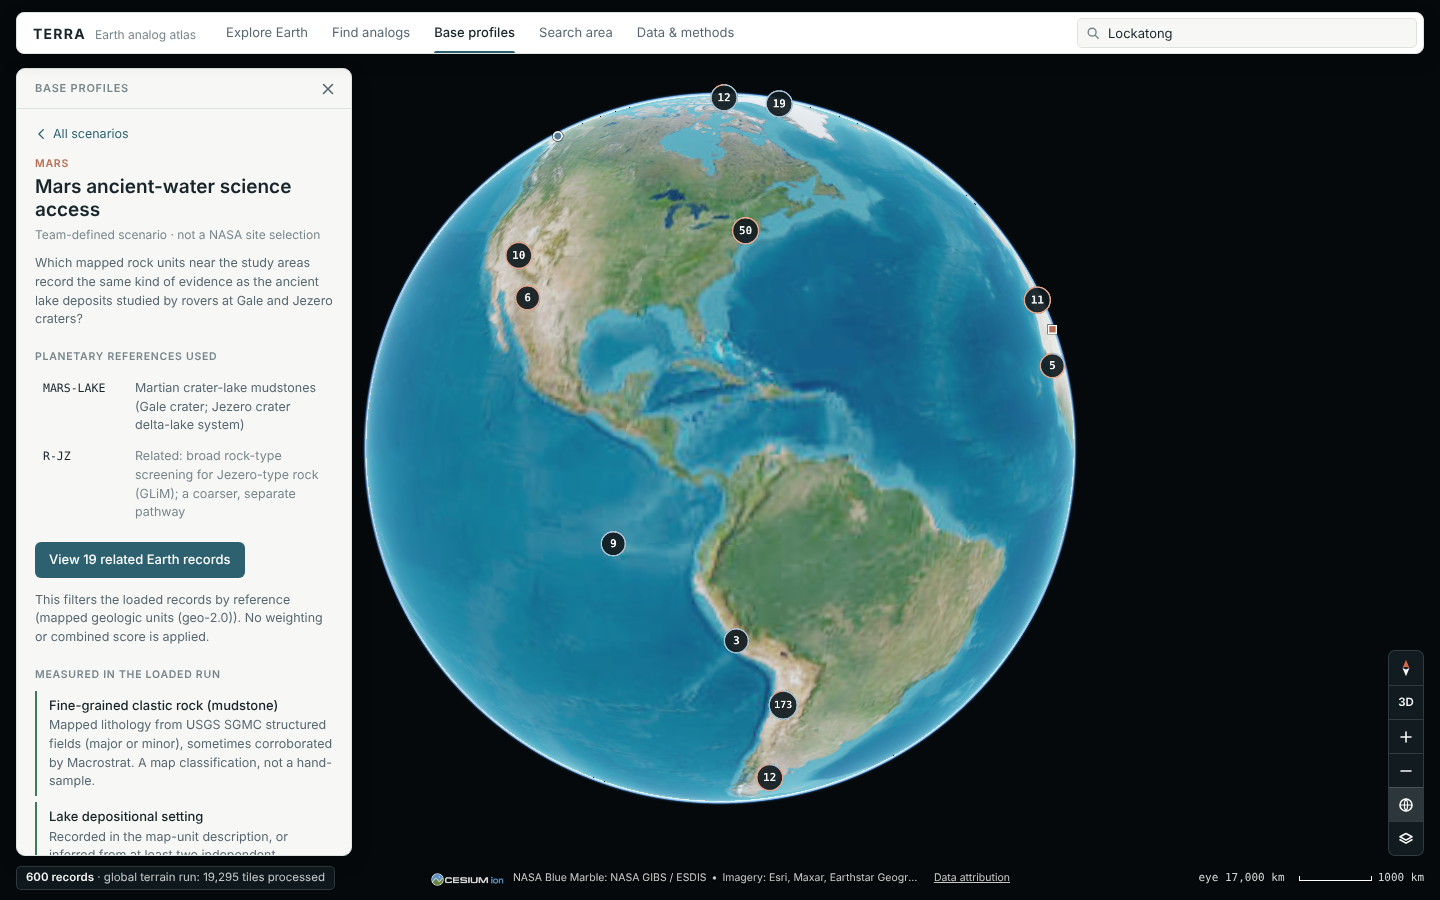 TERRA Earth analog atlas Explore Earth Find analogs Base profiles Search area Data & methods Lockatong
BASE PROFILES
All scenarios
MARS
Mars ancient-water science
access
Team-defined scenario · not a NASA site selection
Which mapped rock units near the study areas
record the same kind of evidence as the ancient
lake deposits studied by rovers at Gale and Jezero
craters?
PLANETARY REFERENCES USED
MARS-LAKE Martian crater-lake mudstones
(Gale crater; Jezero crater
delta-lake system)
R-JZ Related: broad rock-type
screening for Jezero-type rock
(GLiM); a coarser, separate
pathway
View 19 related Earth records
This filters the loaded records by reference
(mapped geologic units (geo-2.0)). No weighting
or combined score is applied.
MEASURED IN THE LOADED RUN
Fine-grained clastic rock (mudstone)
Mapped lithology from USGS SGMC structured
fields (major or minor), sometimes corroborated
by Macrostrat. A map classification, not a hand-
sample.
Lake depositional setting
Recorded in the map-unit description, or
inferred from at least two independent
12
19
50
10
6
11
5
9
3
173
12
3D
600 records · global terrain run: 19,295 tiles processed
CESIUM ion NASA Blue Marble: NASA GIBS / ESDIS • Imagery: Esri, Maxar, Earthstar Geogr... Data attribution
eye 17,000 km 1000 km